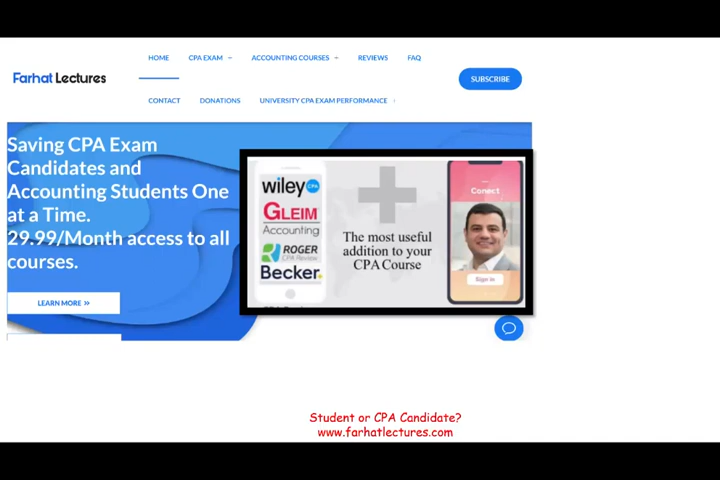 HOME CPA EXAM ACCOUNTING COURSES REVIEWS FAQ
Farhat Lectures
SUBSCRIBE
CONTACT DONATIONS UNIVERSITY CPA EXAM PERFORMANCE
Saving CPA Exam
Candidates and
Accounting Students One
at a Time.
29.99/Month access to all
courses.
LEARN MORE »
wiley CPA
GLEIM
Accounting
ROGER
CPA Review
Becker.
The most useful
addition to your
CPA Course
Conect
Sign In
Student or CPA Candidate?
www.farhatlectures.com